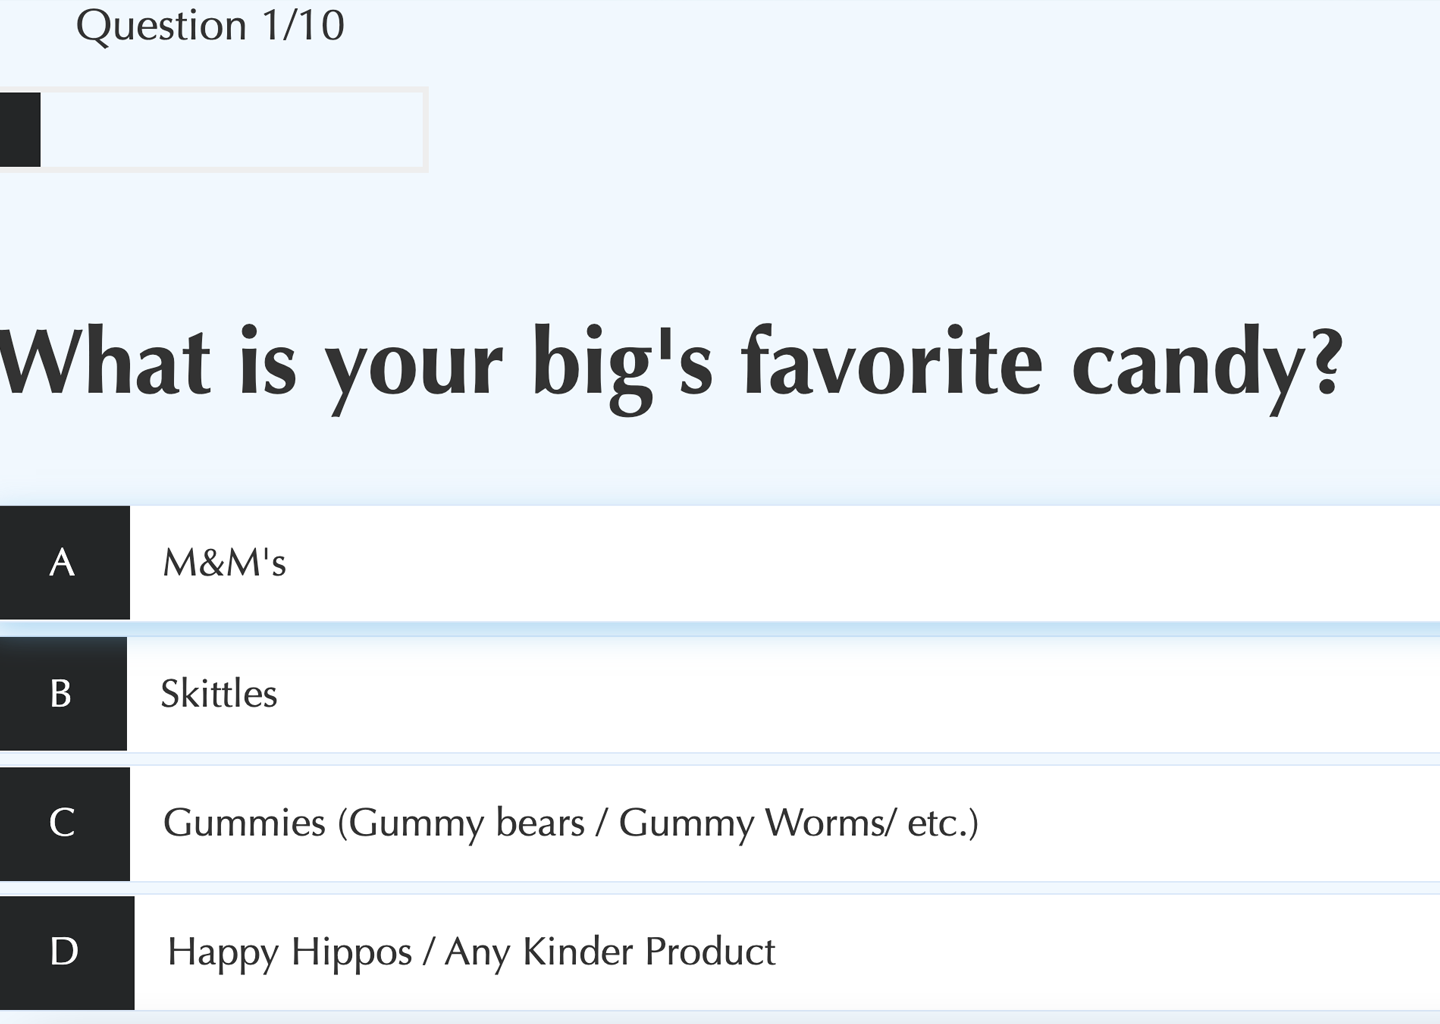 Question 1/10
What is your big's favorite candy?
A M&M's
B Skittles
C Gummies (Gummy bears / Gummy Worms/ etc.)
D Happy Hippos / Any Kinder Product